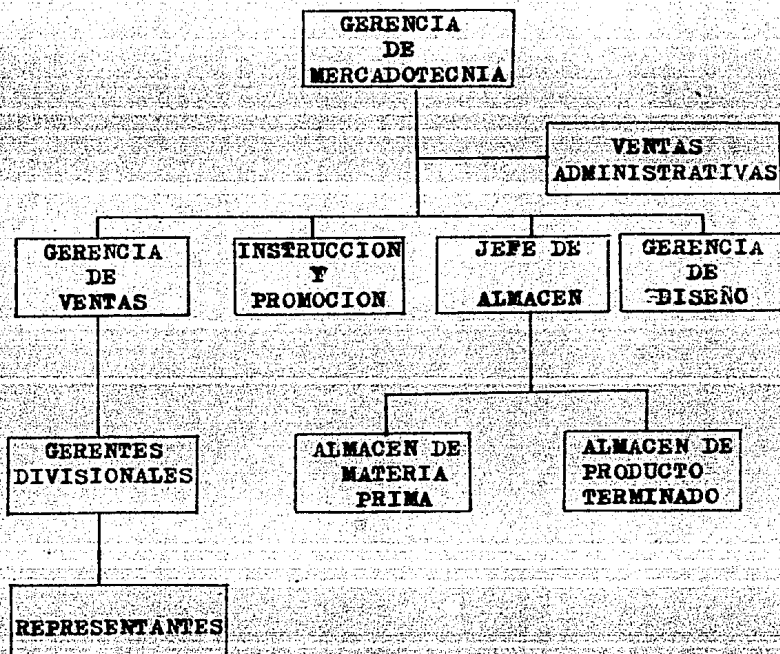 GERENCIA
DE
MERCADOTECNIA
VENTAS
ADMINISTRATIVAS
GERENCIA
DE
VENTAS
INSTRUCCION
Y
PROMOCION
JEFE DE
ALMACEN
GERENCIA
DE
DISEÑO
GERENTES
DIVISIONALES
ALMACEN DE
MATERIA
PRIMA
ALMACEN DE
PRODUCTO
TERMINADO
REPRESENTANTES